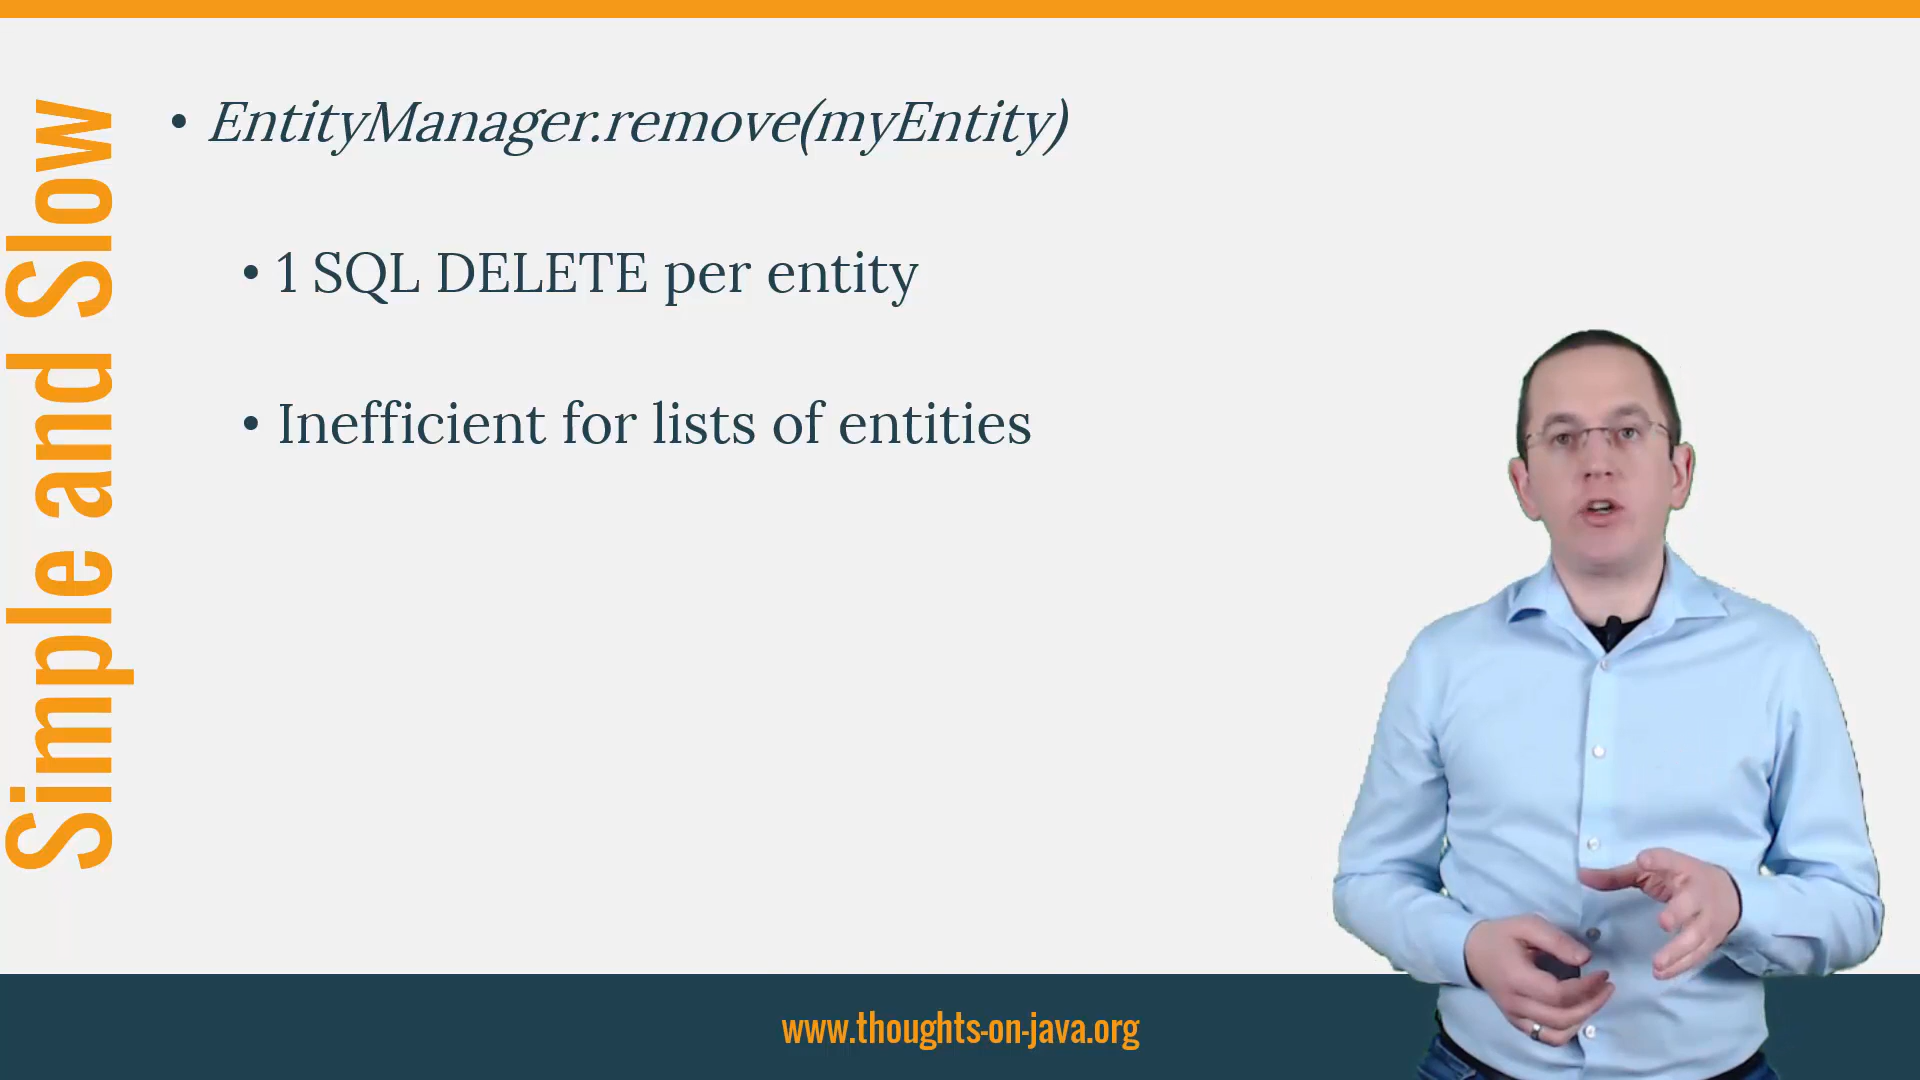 Simple and Slow
• EntityManager.remove(myEntity)
• 1 SQL DELETE per entity
• Inefficient for lists of entities
www.thoughts-on-java.org